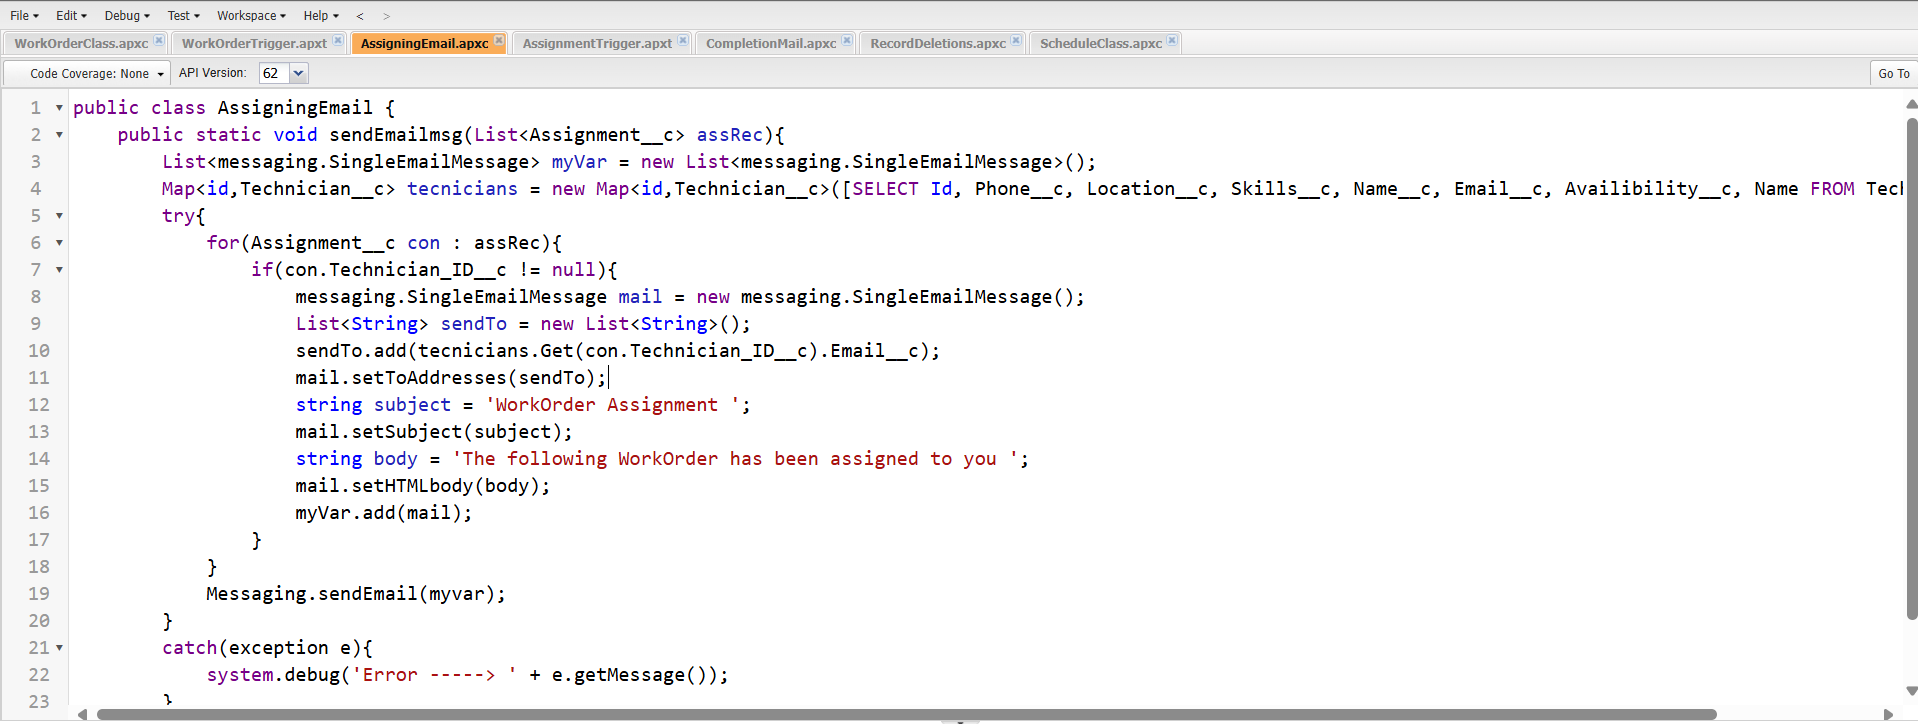 File Edit Debug Test Workspace Help < >
WorkOrderClass.apxc WorkOrderTrigger.apxt AssigningEmail.apxc AssignmentTrigger.apxt CompletionMail.apxc RecordDeletions.apxc ScheduleClass.apxc
Code Coverage: None API Version: 62 Go To
1 public class AssigningEmail {
2 public static void sendEmailmsg(List<Assignment__c> assRec){
3 List<messaging.SingleEmailMessage> myVar = new List<messaging.SingleEmailMessage>();
4 Map<id,Technician__c> tecnicians = new Map<id,Technician__c>([SELECT Id, Phone__c, Location__c, Skills__c, Name__c, Email__c, Availibility__c, Name FROM
5 try{
6 for(Assignment__c con : assRec){
7 if(con.Technician_ID__c != null){
8 messaging.SingleEmailMessage mail = new messaging.SingleEmailMessage();
9 List<String> sendTo = new List<String>();
10 sendTo.add(tecnicians.Get(con.Technician_ID__c).Email__c);
11 mail.setToAddresses(sendTo);
12 string subject = 'WorkOrder Assignment ';
13 mail.setSubject(subject);
14 string body = 'The following WorkOrder has been assigned to you ';
15 mail.setHTMLbody(body);
16 myVar.add(mail);
17 }
18 }
19 Messaging.sendEmail(myvar);
20 }
21 catch(exception e){
22 system.debug('Error -----> ' + e.getMessage());
23 }